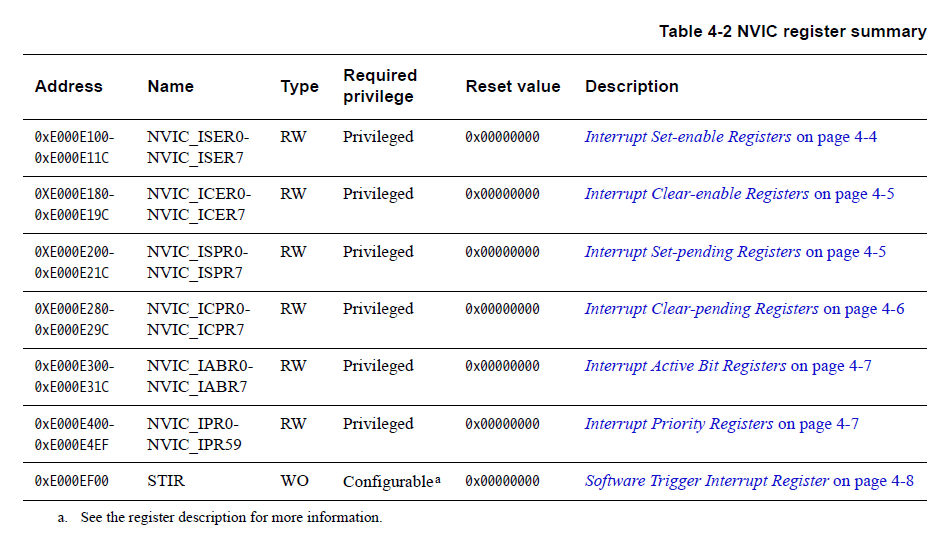 Table 4-2 NVIC register summary
Address Name Type Required privilege Reset value Description
0xE000E100- NVIC_ISER0- RW Privileged 0x00000000 Interrupt Set-enable Registers on page 4-4
0xE000E11C NVIC_ISER7
0xE000E180- NVIC_ICER0- RW Privileged 0x00000000 Interrupt Clear-enable Registers on page 4-5
0xE000E19C NVIC_ICER7
0XE000E200- NVIC_ISPR0- RW Privileged 0x00000000 Interrupt Set-pending Registers on page 4-5
0xE000E21C NVIC_ISPR7
0XE000E280- NVIC_ICPR0- RW Privileged 0x00000000 Interrupt Clear-pending Registers on page 4-6
0xE000E29C NVIC_ICPR7
0xE000E300- NVIC_IABR0- RW Privileged 0x00000000 Interrupt Active Bit Registers on page 4-7
0xE000E31C NVIC_IABR7
0xE000E400- NVIC_IPR0- RW Privileged 0x00000000 Interrupt Priority Registers on page 4-7
0xE000E4EF NVIC_IPR59
0xE000EF00 STIR WO Configurable a 0x00000000 Software Trigger Interrupt Register on page 4-8
a. See the register description for more information.